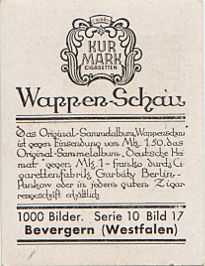 KUR
MARK
CIGARETTEN
Wappen-Schau
Das Original-Sammelalbum „Wappenschau"
ist gegen Einsendung von Mk. 1.50, das
Original-Sammelalbum „Deutsche Hei
mat" gegen Mk. 1.- franko durch Ci
garettenfabrik Garbáty Berlin-
Pankow oder in jedem guten Zigar
rengeschäft erhältlich
1000 Bilder. Serie 10 Bild 17
Bevergern (Westfalen)